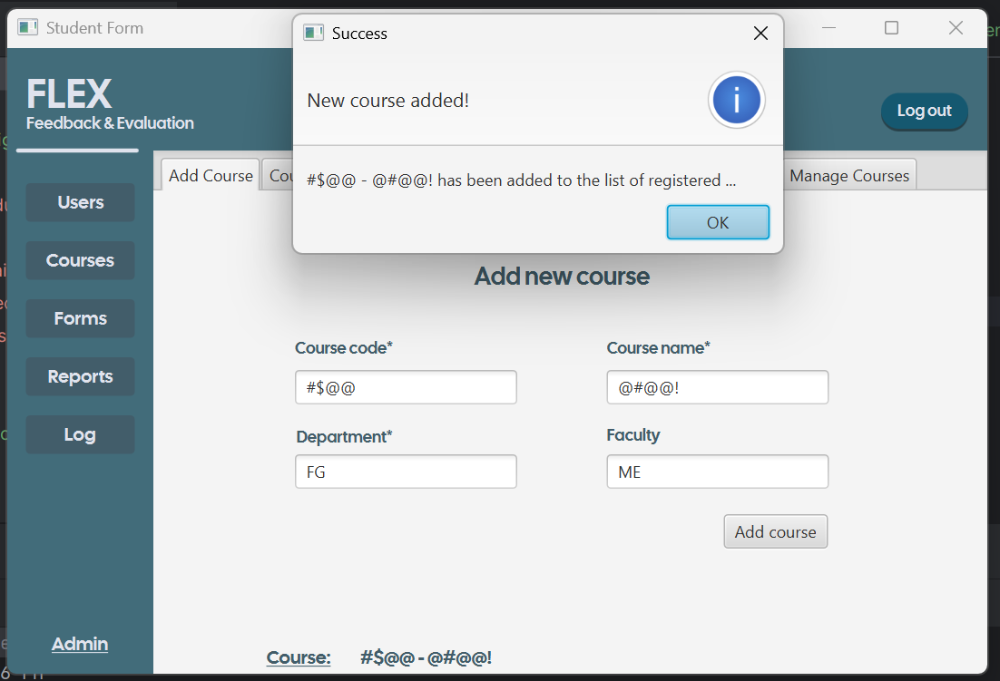 Student Form
Success
New course added!
FLEX
Feedback & Evaluation
Log out
#$@@ - @#@@! has been added to the list of registered ...
OK
Add Course
Manage Courses
Users
Courses
Forms
Reports
Log
Admin
Add new course
Course code*
Course name*
#$@@
@#@@!
Department*
Faculty
FG
ME
Add course
Course: #$@@ - @#@@!